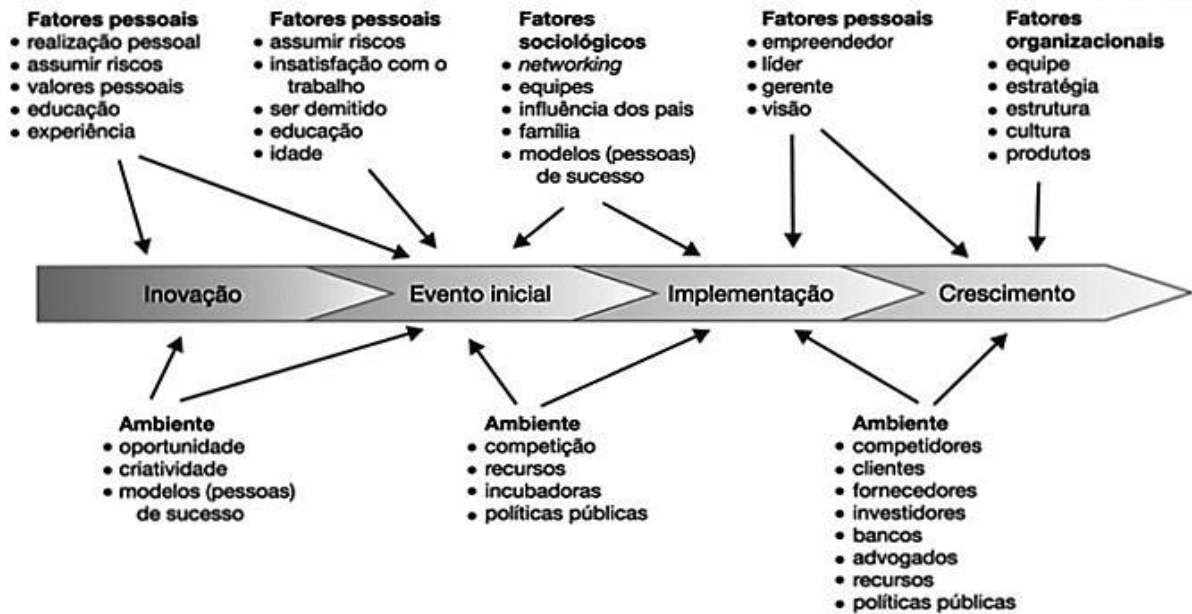 Fatores pessoais
• realização pessoal
• assumir riscos
• valores pessoais
• educação
• experiência
Fatores pessoais
• assumir riscos
• insatisfação com o
trabalho
• ser demitido
• educação
• idade
Fatores
sociológicos
• networking
• equipes
• influência dos pais
• família
• modelos (pessoas)
de sucesso
Fatores pessoais
• empreendedor
• líder
• gerente
• visão
Fatores
organizacionais
• equipe
• estratégia
• estrutura
• cultura
• produtos
Inovação
Evento inicial
Implementação
Crescimento
Ambiente
• oportunidade
• criatividade
• modelos (pessoas)
de sucesso
Ambiente
• competição
• recursos
• incubadoras
• políticas públicas
Ambiente
• competidores
• clientes
• fornecedores
• investidores
• bancos
• advogados
• recursos
• políticas públicas